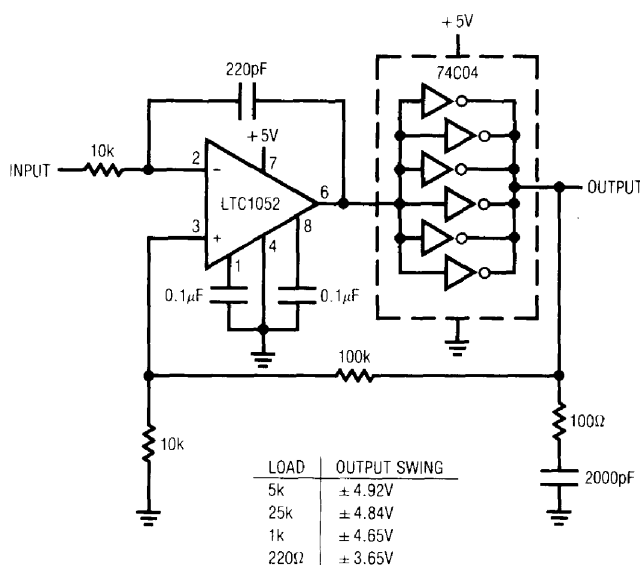 +5V
220pF
74C04
+5V
10k
INPUT
2
−
7
LTC1052
6
OUTPUT
3
+
8
1
4
0.1µF
0.1µF
100k
100Ω
10k
2000pF
LOAD OUTPUT SWING
5k ± 4.92V
25k ± 4.84V
1k ± 4.65V
220Ω ± 3.65V